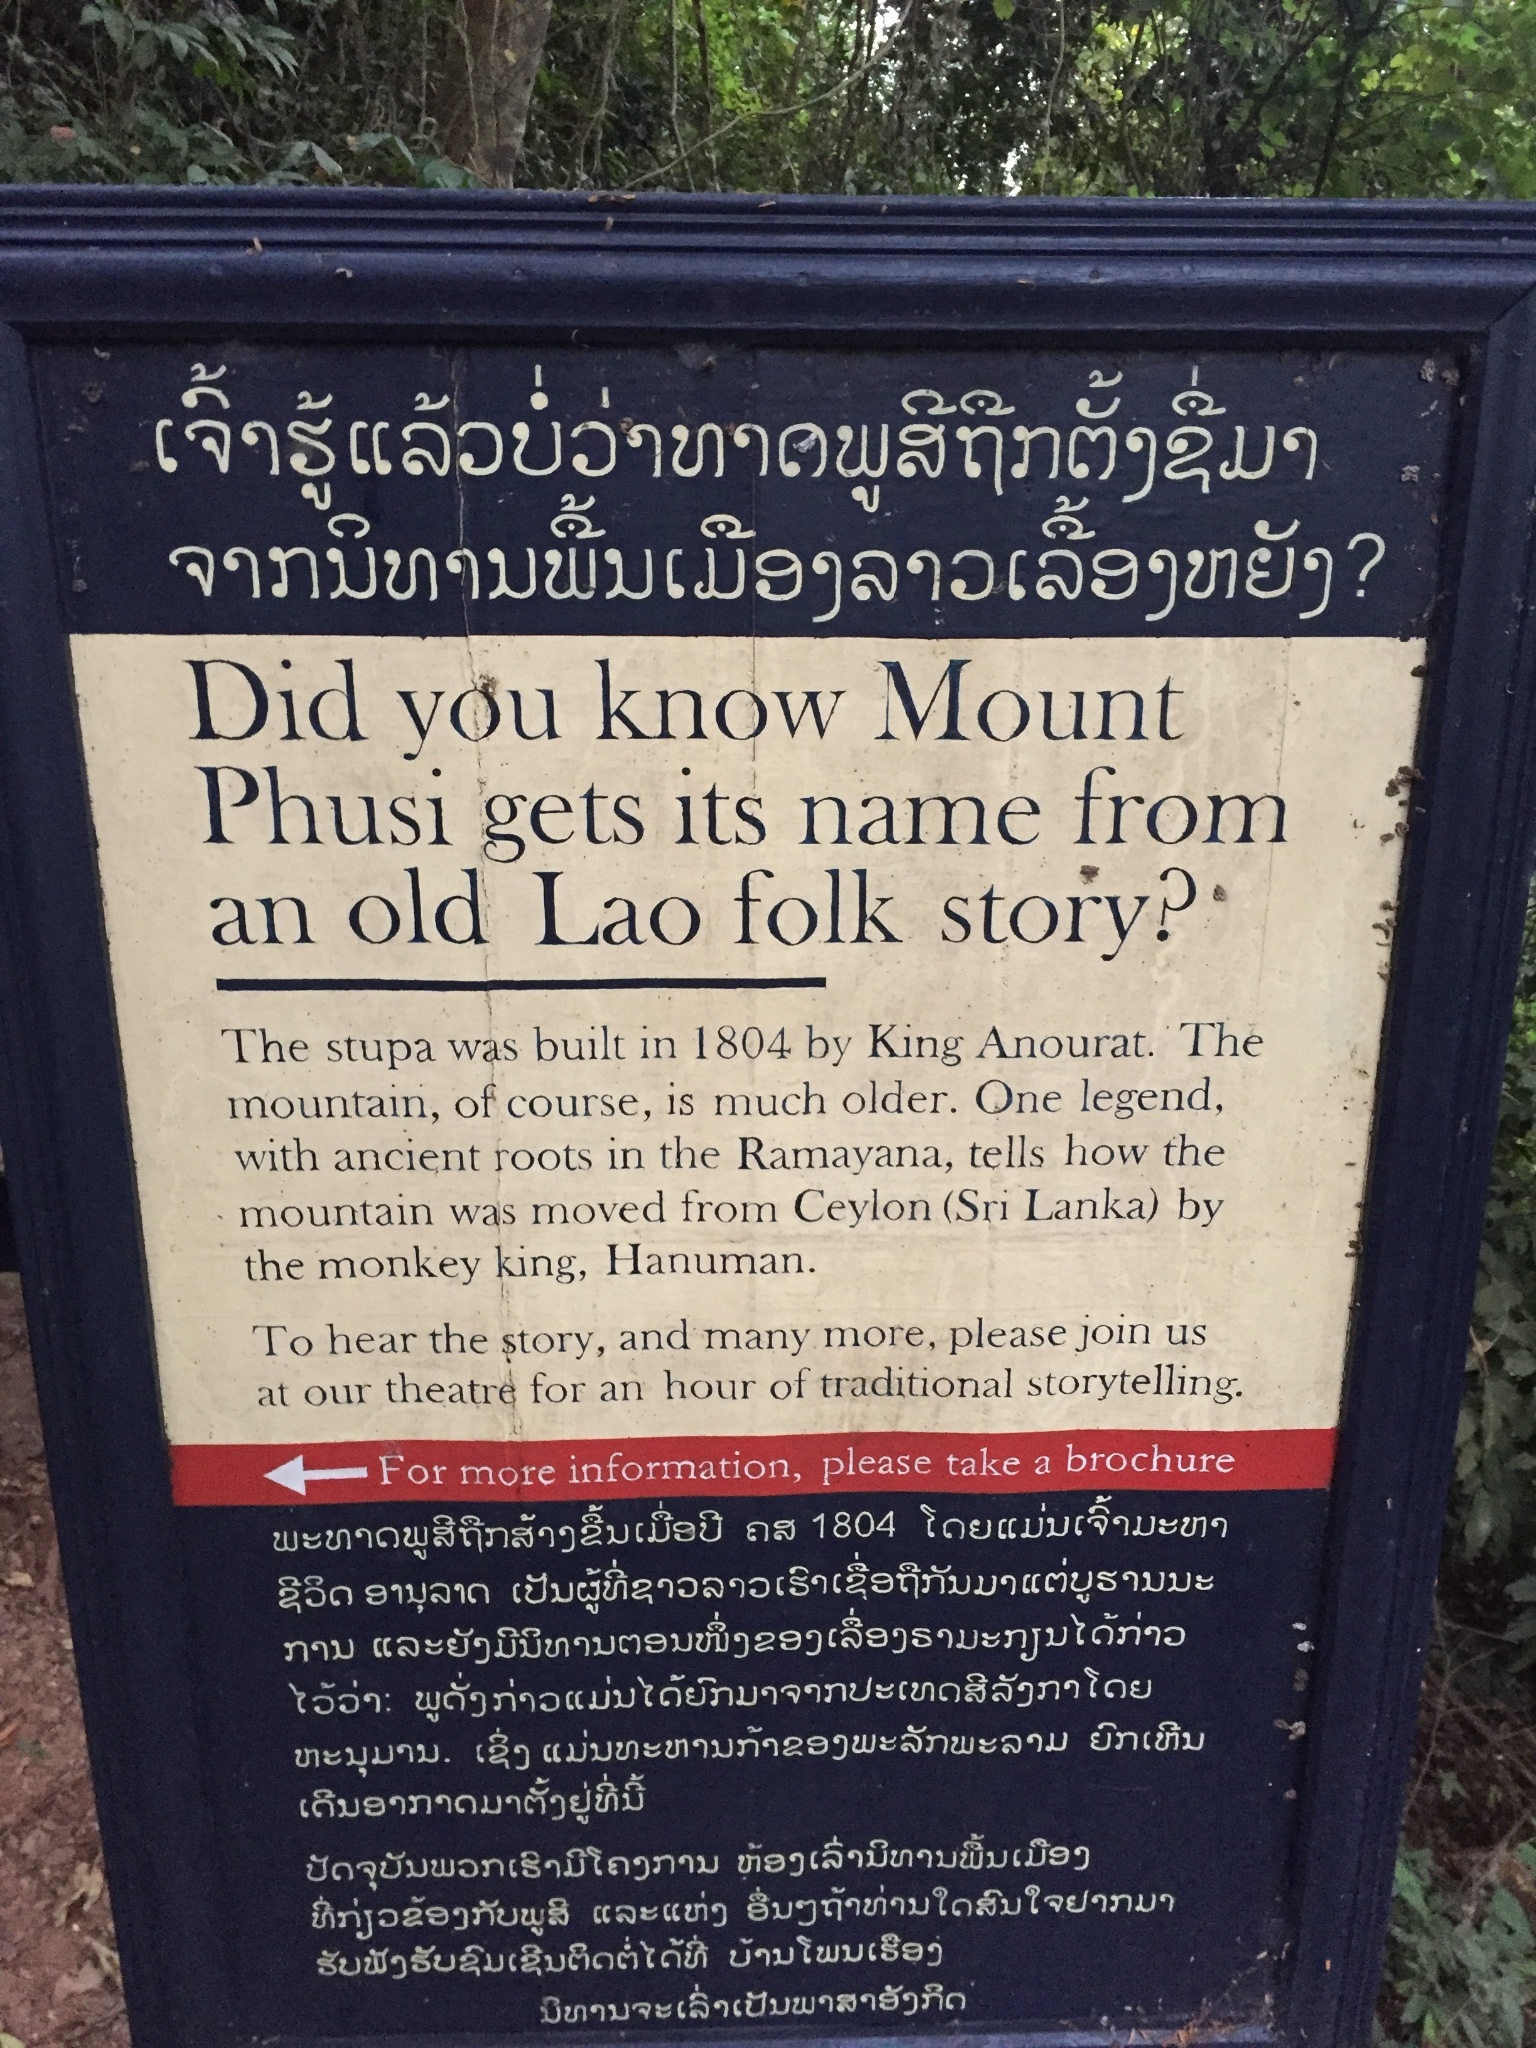 ເຈົ້າຮູ້ແລ້ວບໍ່ວ່າທາດພູສີຖືກຕັ້ງຊື່ມາ
ຈາກນິທານພື້ນເມືອງລາວເລື້ອງຫຍັງ?
Did you know Mount
Phusi gets its name from
an old Lao folk story?
The stupa was built in 1804 by King Anourat. The
mountain, of course, is much older. One legend,
with ancient roots in the Ramayana, tells how the
mountain was moved from Ceylon (Sri Lanka) by
the monkey king, Hanuman.
To hear the story, and many more, please join us
at our theatre for an hour of traditional storytelling.
← For more information, please take a brochure
ພະທາດພູສີຖືກສ້າງຂື້ນເມື່ອປີ ຄສ 1804 ໂດຍແມ່ນເຈົ້າມະຫາ
ຊີວິດ ອານຸລາດ ເປັນຜູ້ທີ່ຊາວລາວເຮົາເຊື່ອຖືກັນມາແຕ່ບູຮານນະ
ການ ແລະຍັງມີນິທານຕອນໜຶ່ງຂອງເລື່ອງຣາມະກຽນໄດ້ກ່າວ
ໄວ້ວ່າ: ພູດັ່ງກ່າວແມ່ນໄດ້ຍົກມາຈາກປະເທດສີລັງກາໂດຍ
ຫະນຸມານ. ເຊິ່ງ ແມ່ນທະຫານກ້າຂອງພະລັກພະລາມ ຍົກເຫີນ
ເດີນອາກາດມາຕັ້ງຢູ່ທີ່ນີ້
ປັດຈຸບັນພວກເຮົາມີໂຄງການ ຫ້ອງເລົ່ານິທານພື້ນເມືອງ
ທີ່ກ່ຽວຂ້ອງກັບພູສີ ແລະແຫ່ງ ອື່ນໆຖ້າທ່ານໃດສົນໃຈຢາກມາ
ຮັບຟັງຮັບຊົມເຊີນຕິດຕໍ່ໄດ້ທີ່ ບ້ານໂພນເຮືອງ
ນິທານຈະເລົ່າເປັນພາສາອັງກິດ